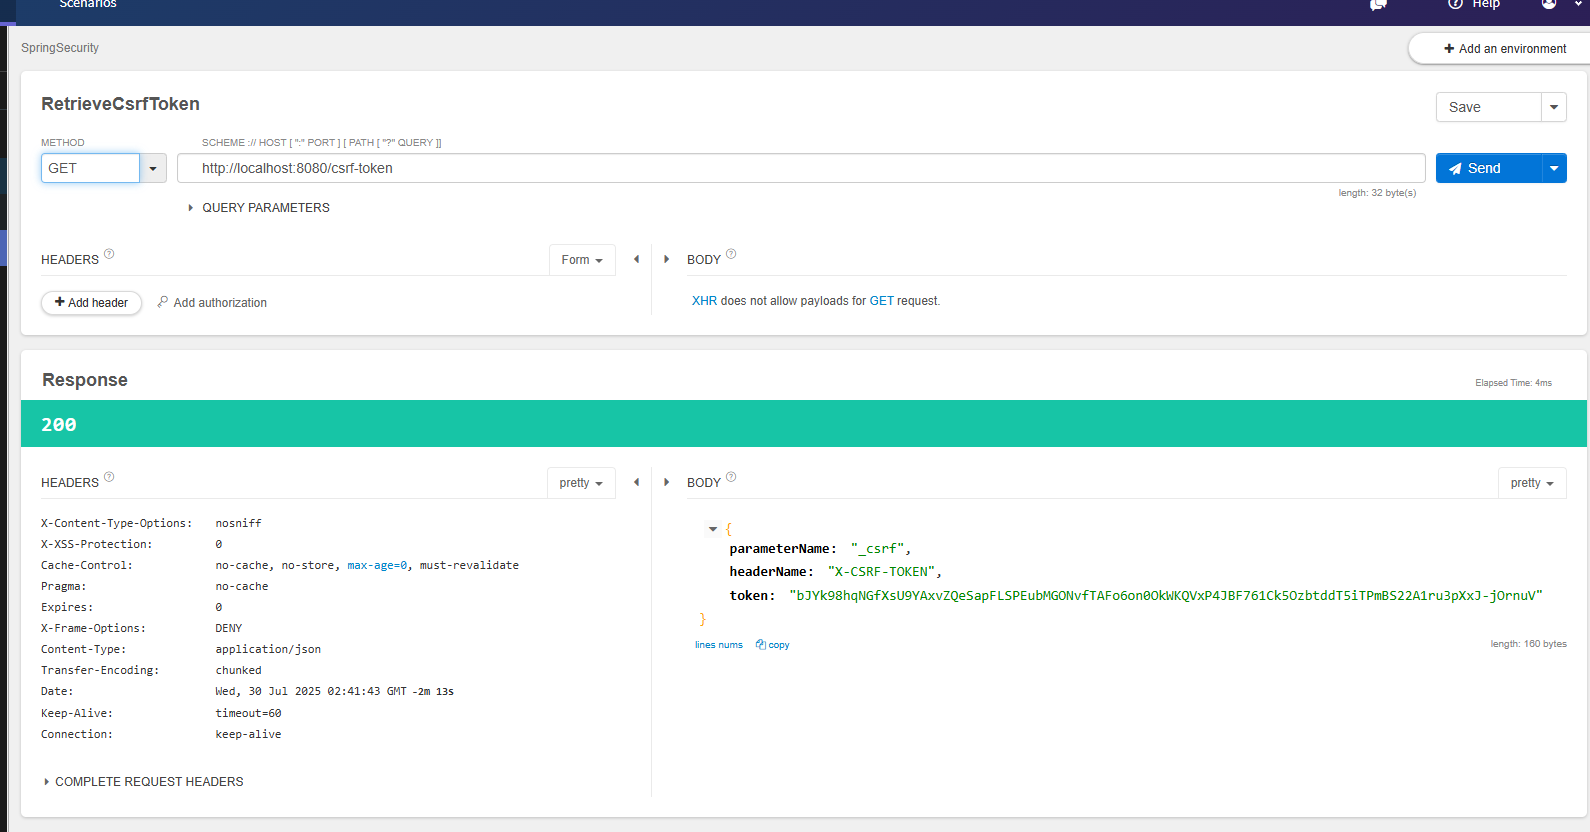 Scenarios
Help
SpringSecurity
Add an environment
RetrieveCsrfToken
Save
METHOD
SCHEME :// HOST [ ":" PORT ] [ PATH [ "?" QUERY ]]
GET
http://localhost:8080/csrf-token
Send
length: 32 byte(s)
QUERY PARAMETERS
HEADERS ?
Form
BODY ?
+ Add header
Add authorization
XHR does not allow payloads for GET request.
Response
Elapsed Time: 4ms
200
HEADERS ?
pretty
BODY ?
pretty
X-Content-Type-Options: nosniff
X-XSS-Protection: 0
Cache-Control: no-cache, no-store, max-age=0, must-revalidate
Pragma: no-cache
Expires: 0
X-Frame-Options: DENY
Content-Type: application/json
Transfer-Encoding: chunked
Date: Wed, 30 Jul 2025 02:41:43 GMT -2m 13s
Keep-Alive: timeout=60
Connection: keep-alive
COMPLETE REQUEST HEADERS
{
parameterName: "_csrf",
headerName: "X-CSRF-TOKEN",
token: "bJYk98hqNGfXsU9YAxvZQeSapFLSPEubMGONvfTAFo6on0OkWKQVxP4JBF761Ck5OzbtddT5iTPmBS22A1ru3pXxJ-jOrnuV"
}
lines nums
copy
length: 160 bytes